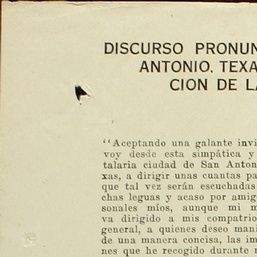 DISCURSO PRONUN
ANTONIO, TEXA
CION DE LA
"Aceptando una galante invi
voy desde esta simpática y
talaria ciudad de San Anton
xas, a dirigir unas cuantas pa
que tal vez serán escuchadas
chas leguas y acaso por amig
sonales míos, aunque mi m
va dirigido a mis compatrio
general, a quienes deseo mani
de una manera concisa, las im
nes que he recogido durante m